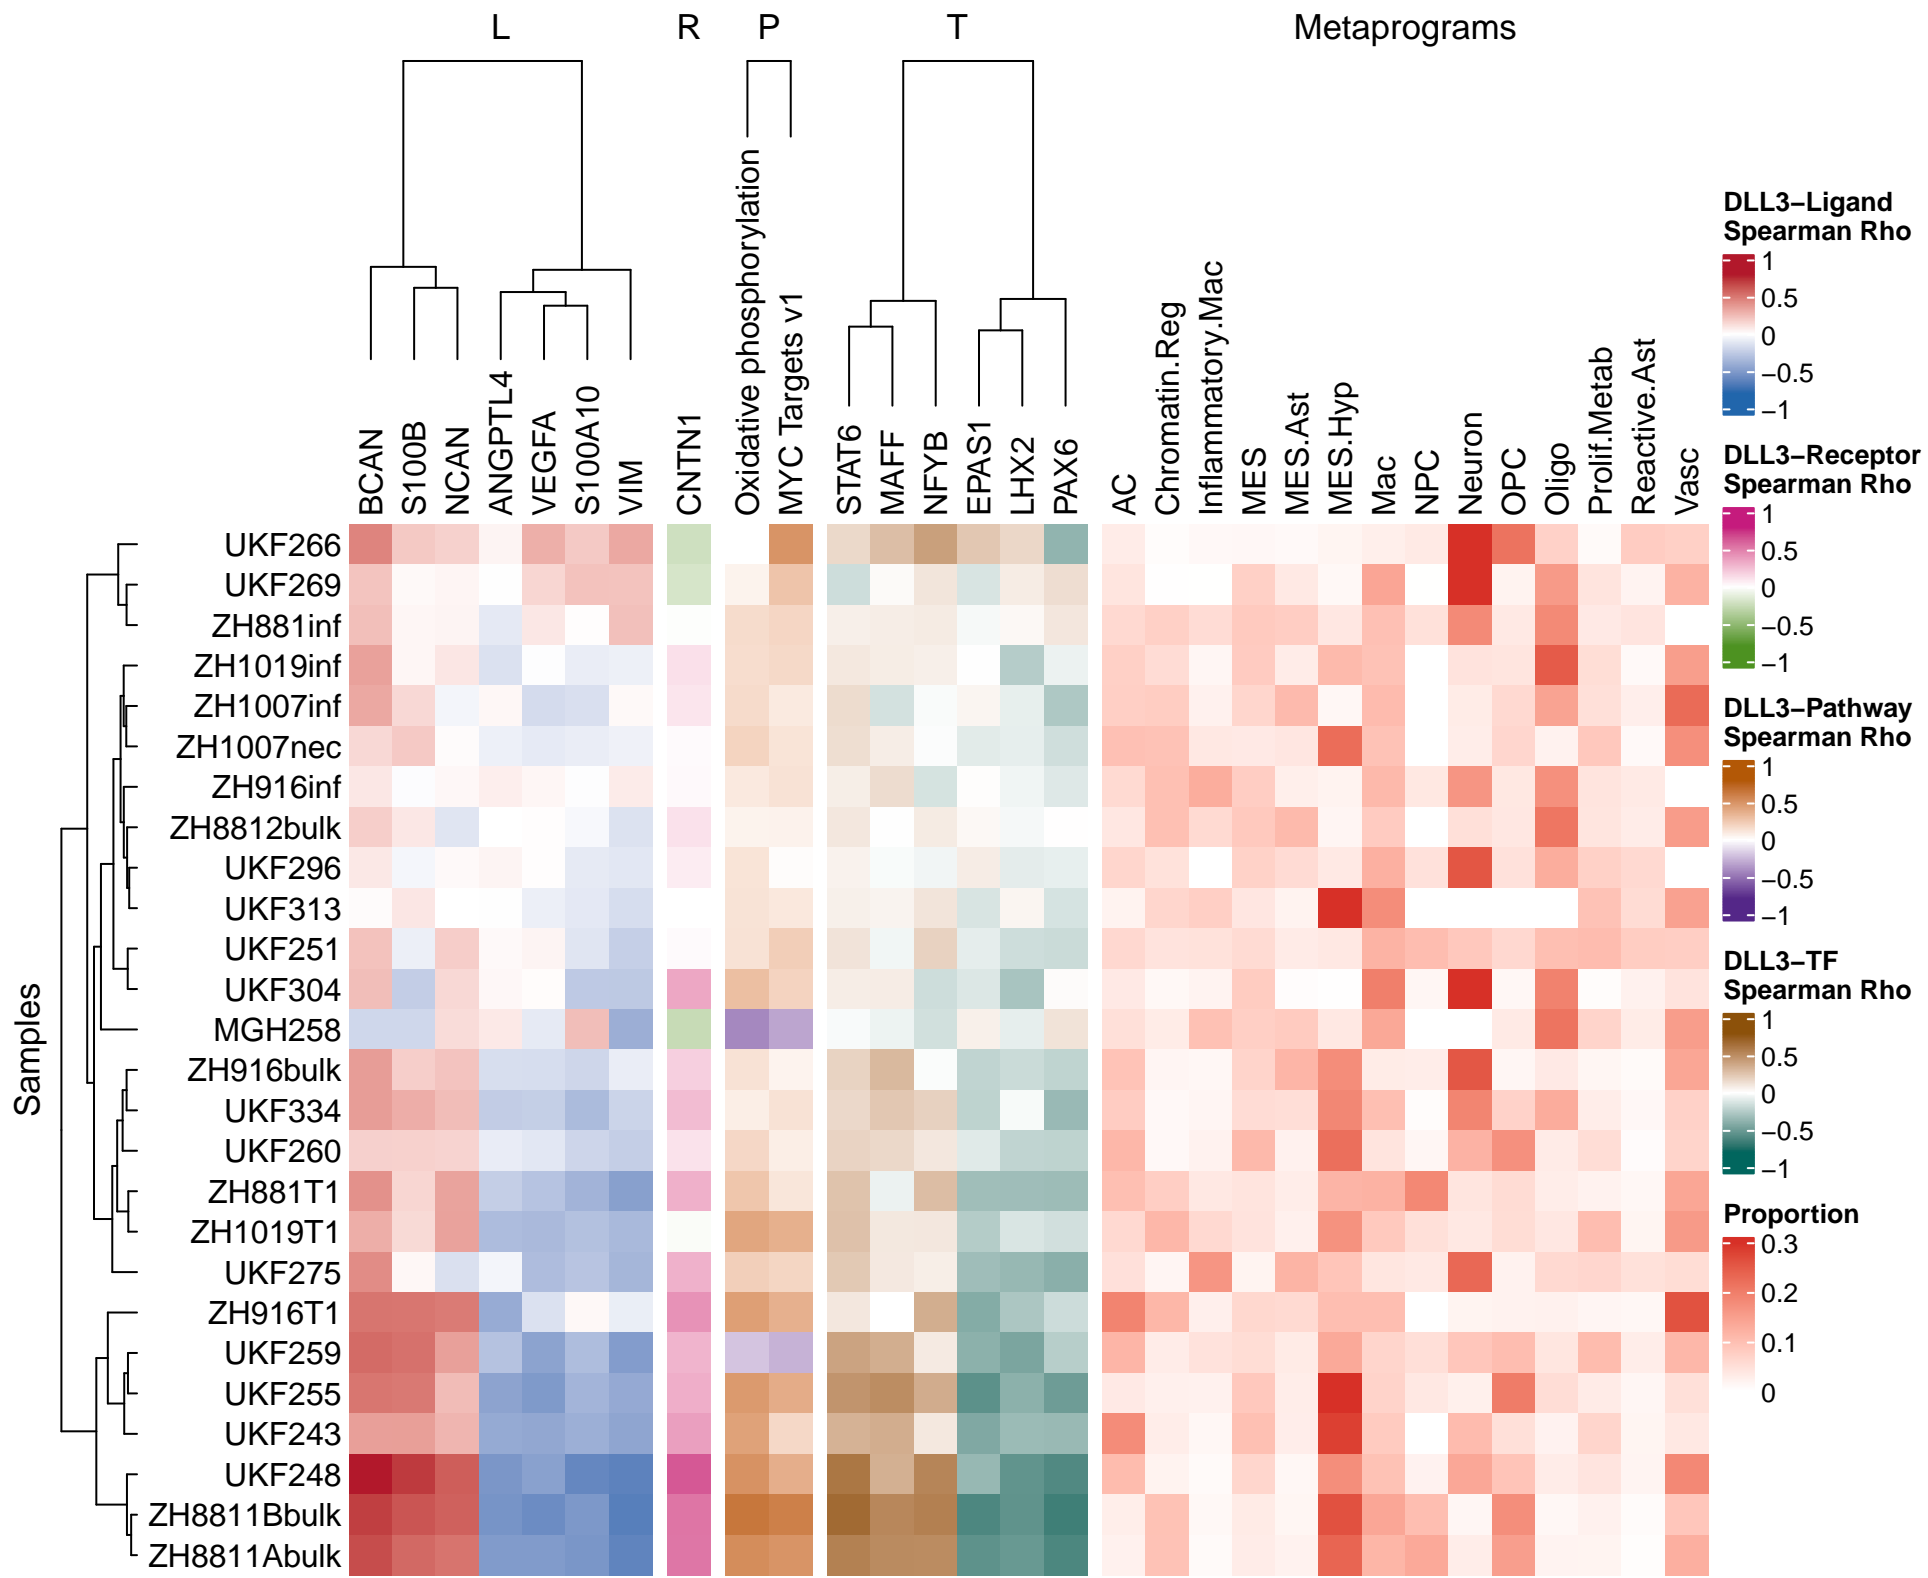 L R P T Metaprograms
BCAN
S100B
NCAN
ANGPTL4
VEGFA
S100A10
VIM
CNTN1
Oxidative phosphorylation
MYC Targets v1
STAT6
MAFF
NFYB
EPAS1
LHX2
PAX6
AC
Chromatin.Reg
Inflammatory.Mac
MES
MES.Ast
MES.Hyp
Mac
NPC
Neuron
OPC
Oligo
Prolif.Metab
Reactive.Ast
Vasc
Samples
UKF266
UKF269
ZH881inf
ZH1019inf
ZH1007inf
ZH1007nec
ZH916inf
ZH8812bulk
UKF296
UKF313
UKF251
UKF304
MGH258
ZH916bulk
UKF334
UKF260
ZH881T1
ZH1019T1
UKF275
ZH916T1
UKF259
UKF255
UKF243
UKF248
ZH8811Bbulk
ZH8811Abulk
DLL3−Ligand
Spearman Rho
1
0.5
0
−0.5
−1
DLL3−Receptor
Spearman Rho
1
0.5
0
−0.5
−1
DLL3−Pathway
Spearman Rho
1
0.5
0
−0.5
−1
DLL3−TF
Spearman Rho
1
0.5
0
−0.5
−1
Proportion
0.3
0.2
0.1
0